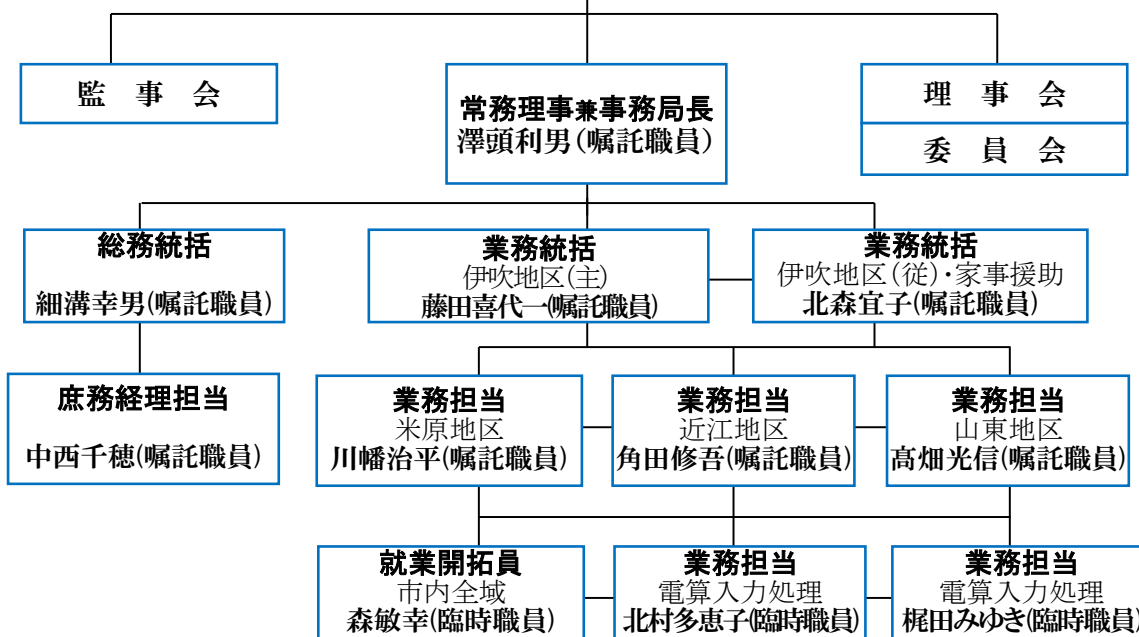 監　事　会
常務理事兼事務局長
澤頭利男(嘱託職員)
理　事　会
委　員　会
総務統括
細溝幸男(嘱託職員)
業務統括
伊吹地区(主)
藤田喜代一(嘱託職員)
業務統括
伊吹地区(従)・家事援助
北森宜子(嘱託職員)
庶務経理担当
中西千穂(嘱託職員)
業務担当
米原地区
川幡治平(嘱託職員)
業務担当
近江地区
角田修吾(嘱託職員)
業務担当
山東地区
髙畑光信(嘱託職員)
就業開拓員
市内全域
森敏幸(臨時職員)
業務担当
電算入力処理
北村多恵子(臨時職員)
業務担当
電算入力処理
梶田みゆき(臨時職員)